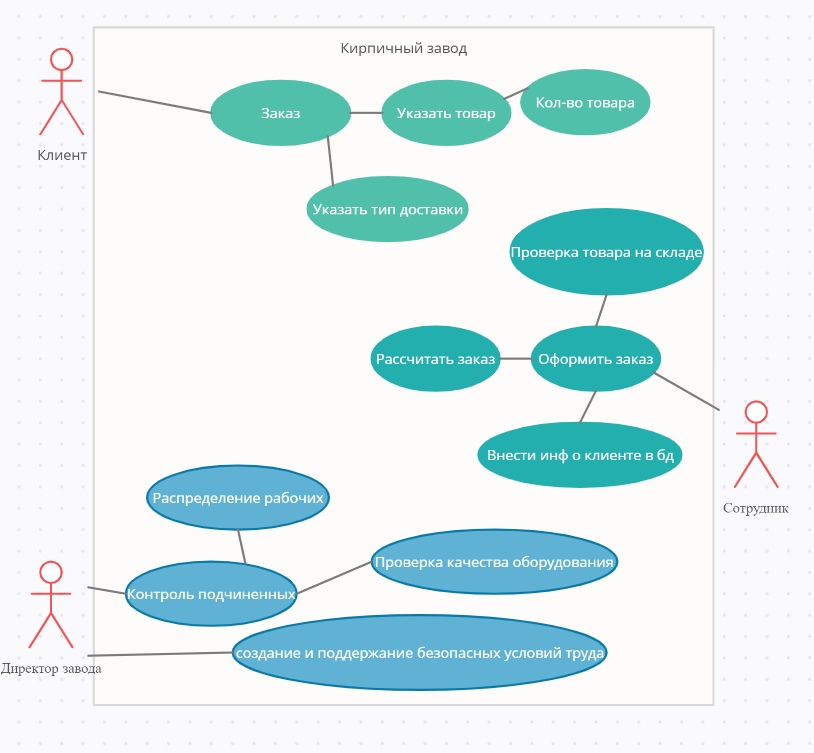 Кирпичный завод
Клиент
Заказ
Указать товар
Кол-во товара
Указать тип доставки
Проверка товара на складе
Рассчитать заказ
Оформить заказ
Внести инф о клиенте в бд
Сотрудник
Распределение рабочих
Проверка качества оборудования
Контроль подчиненных
создание и поддержание безопасных условий труда
Директор завода